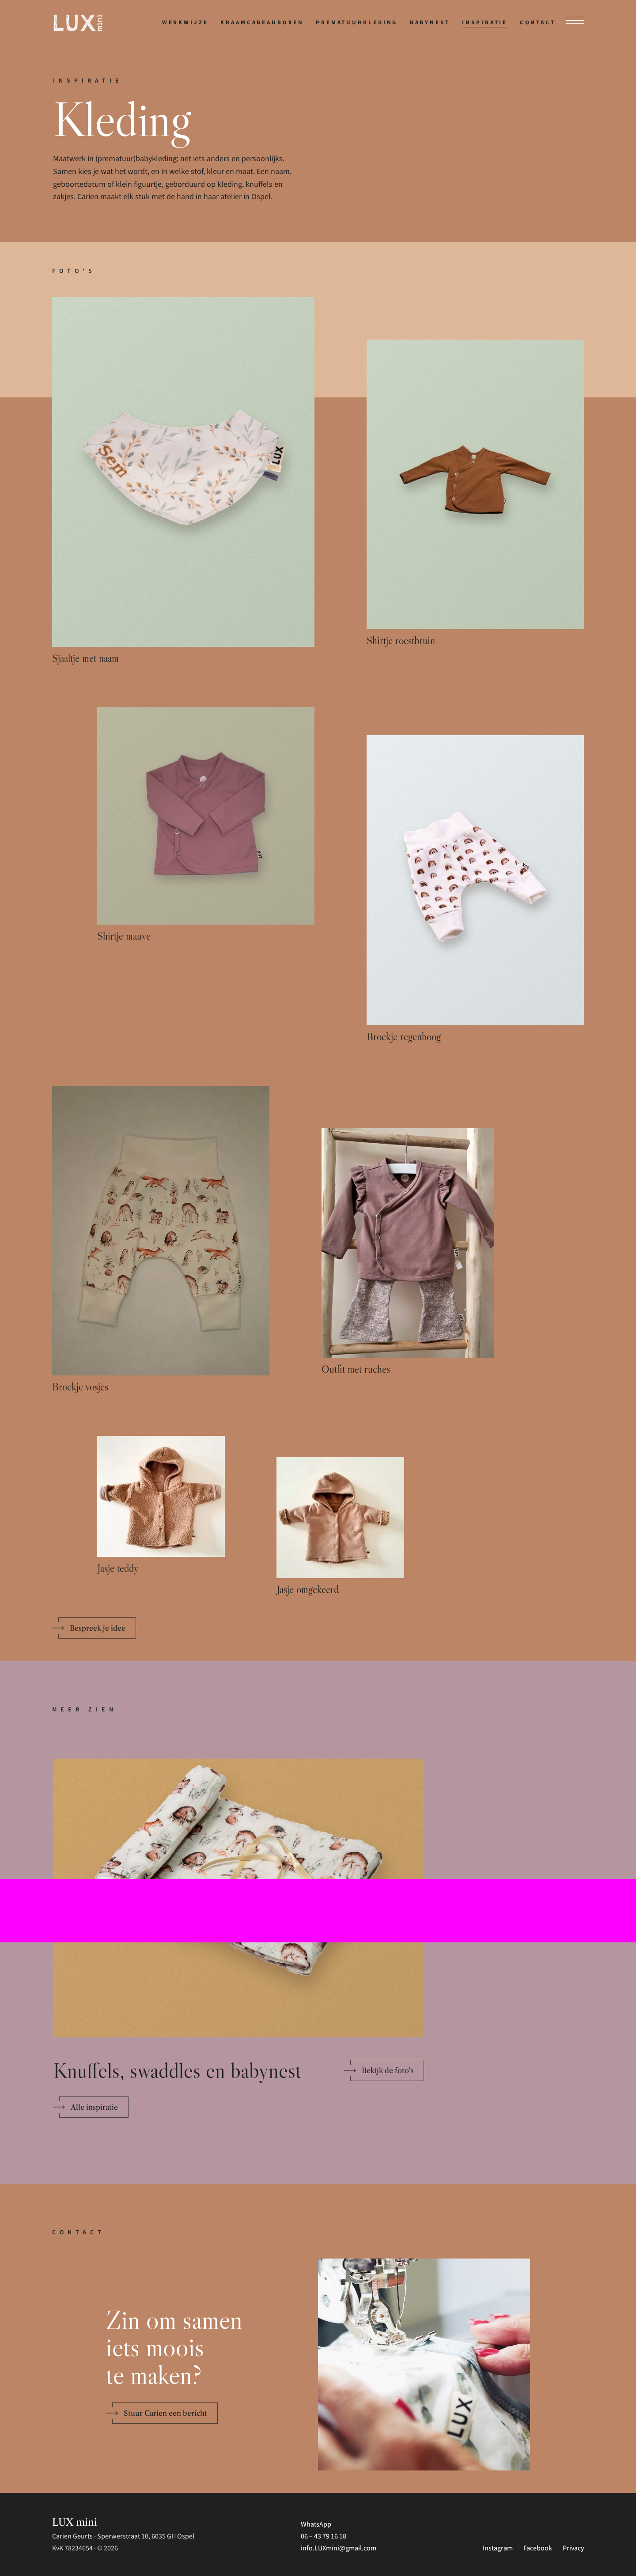 LUX mini
WERKWIJZE KRAAMCADEAUBOXEN PREMATUURKLEDING BABYNEST INSPIRATIE CONTACT
INSPIRATIE
Kleding
Maatwerk in (prematuur)babykleding: net iets anders en persoonlijks.
Samen kies je wat het wordt, en in welke stof, kleur en maat. Een naam,
geboortedatum of klein figuurtje, geborduurd op kleding, knuffels en
zakjes. Carien maakt elk stuk met de hand in haar atelier in Ospel.
FOTO'S
Sem
LUX
Sjaaltje met naam
Shirtje roestbruin
Shirtje mauve
Broekje regenboog
Broekje vosjes
Outfit met ruches
Jasje teddy
Jasje omgekeerd
Bespreek je idee
MEER ZIEN
Knuffels, swaddles en babynest
Bekijk de foto's
Alle inspiratie
CONTACT
Zin om samen
iets moois
te maken?
Stuur Carien een bericht
LUX
LUX mini
Carien Geurts · Sperwerstraat 10, 6035 GH Ospel
KvK 78234654 · © 2026
WhatsApp
06 – 43 79 16 18
info.LUXmini@gmail.com
Instagram Facebook Privacy